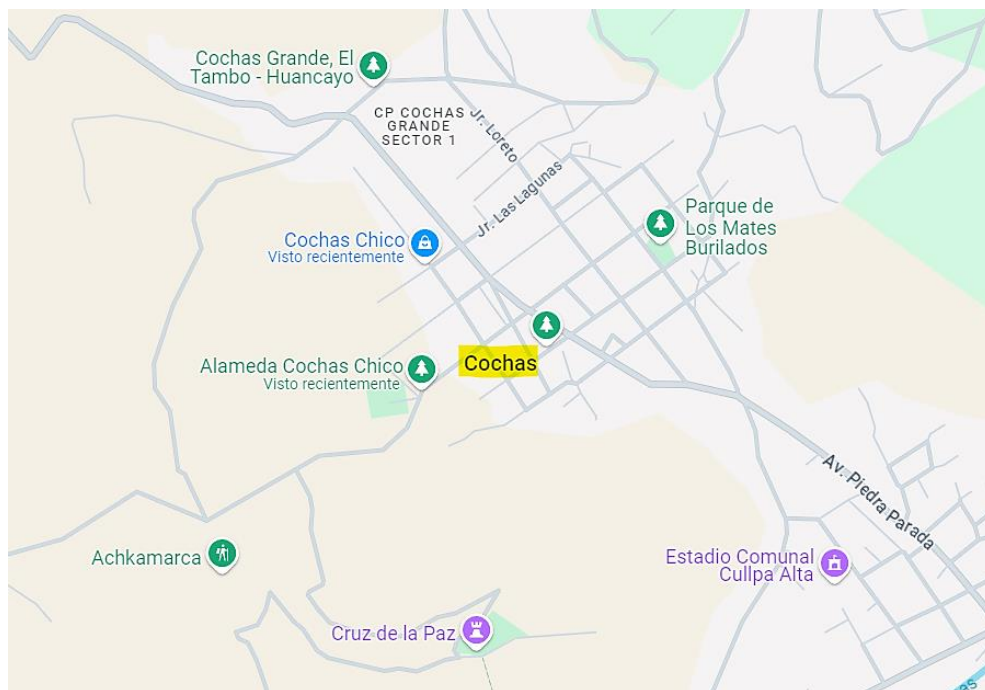 Cochas Grande, El
Tambo - Huancayo
CP COCHAS
GRANDE
SECTOR 1
Jr. Loreto
Jr. Las Lagunas
Parque de
Los Mates
Burilados
Cochas Chico
Visto recientemente
Alameda Cochas Chico
Visto recientemente
Cochas
Av. Piedra Parada
Achkamarca
Estadio Comunal
Cullpa Alta
Cruz de la Paz